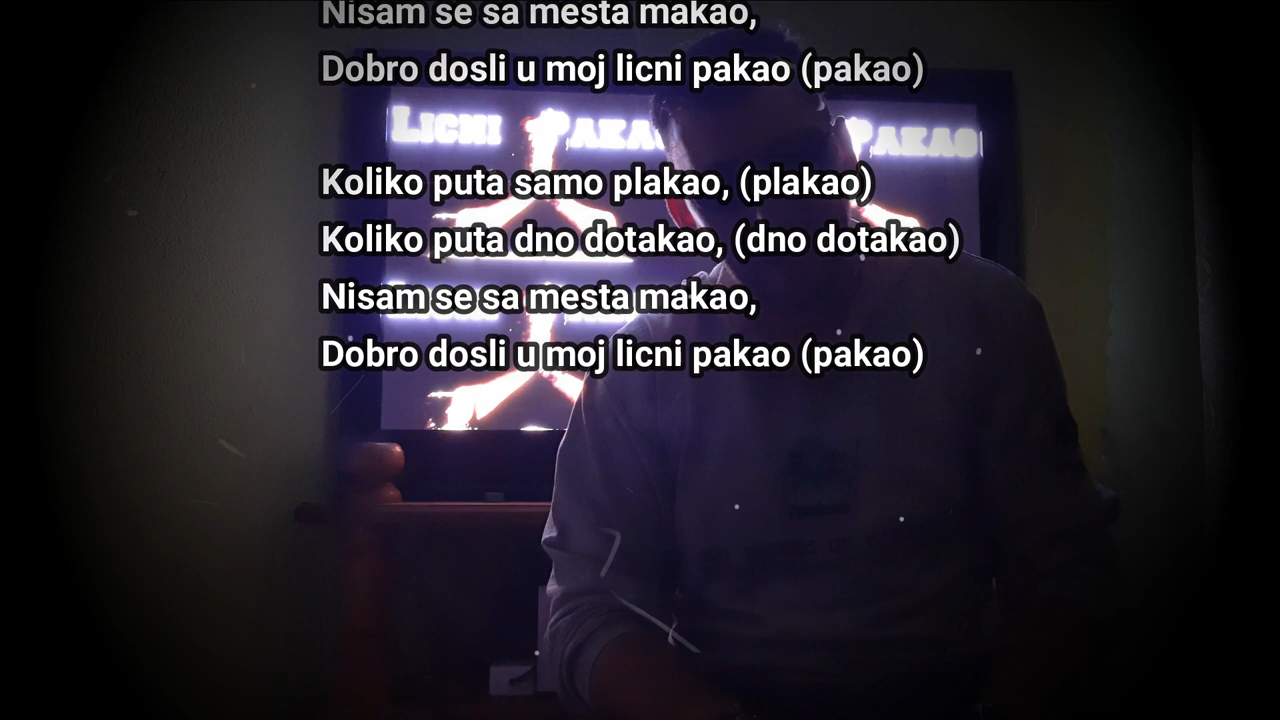 Nisam se sa mesta makao,
Dobro dosli u moj licni pakao (pakao)
Licni Pakao Pakao
Koliko puta samo plakao, (plakao)
Koliko puta dno dotakao, (dno dotakao)
Nisam se sa mesta makao,
Dobro dosli u moj licni pakao (pakao)